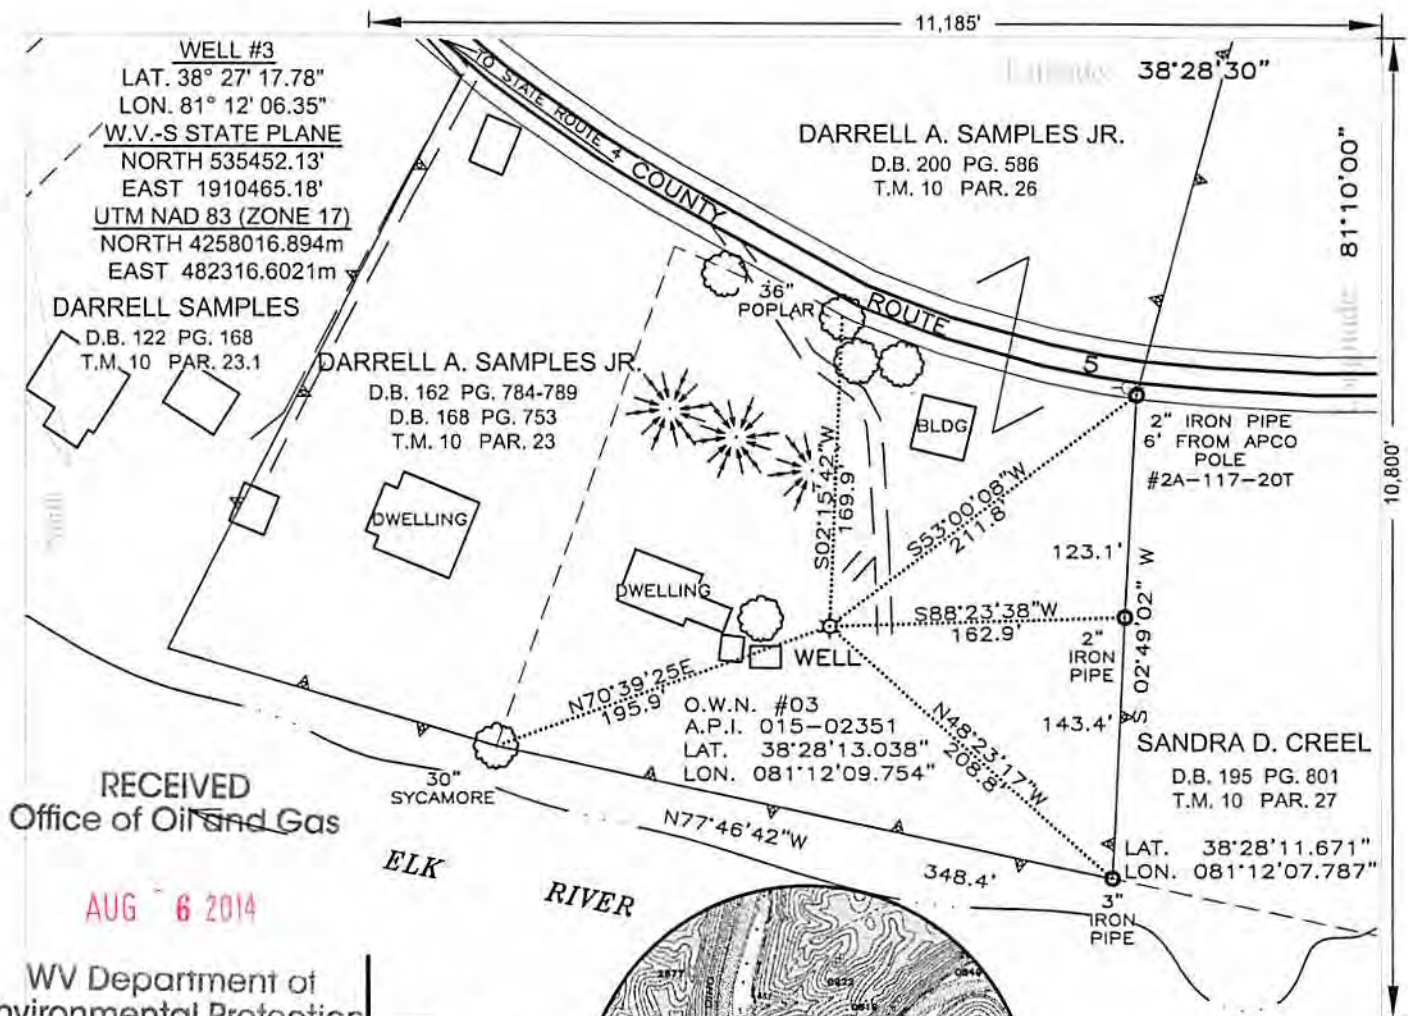 11,185'
WELL #3
LAT. 38° 27' 17.78"
LON. 81° 12' 06.35"
W.V.-S STATE PLANE
NORTH 535452.13'
EAST 1910465.18'
UTM NAD 83 (ZONE 17)
NORTH 4258016.894m
EAST 482316.6021m
TO STATE ROUTE 4
COUNTY
ROUTE
5
Latitude:
38°28'30"
81°10'00"
10,800'
DARRELL A. SAMPLES JR.
D.B. 200 PG. 586
T.M. 10 PAR. 26
DARRELL SAMPLES
D.B. 122 PG. 168
T.M. 10 PAR. 23.1
DARRELL A. SAMPLES JR.
D.B. 162 PG. 784-789
D.B. 168 PG. 753
T.M. 10 PAR. 23
36"
POPLAR
BLDG
2" IRON PIPE
6' FROM APCO
POLE
#2A-117-20T
S02°15'42"W
169.9'
S53°00'08"W
211.8'
123.1'
DWELLING
DWELLING
S88°23'38"W
162.9'
2"
IRON
PIPE
S 02°49'02" W
WELL
N70°39'25E
195.9'
O.W.N. #03
A.P.I. 015-02351
LAT. 38°28'13.038"
LON. 081°12'09.754"
N48°23'17"W
208.8'
143.4'
SANDRA D. CREEL
D.B. 195 PG. 801
T.M. 10 PAR. 27
30"
SYCAMORE
N77°46'42"W
348.4'
LAT. 38°28'11.671"
LON. 081°12'07.787"
3"
IRON
PIPE
ELK RIVER
RECEIVED
Office of Oil and Gas
AUG 6 2014
WV Department of
nvironmental Protection